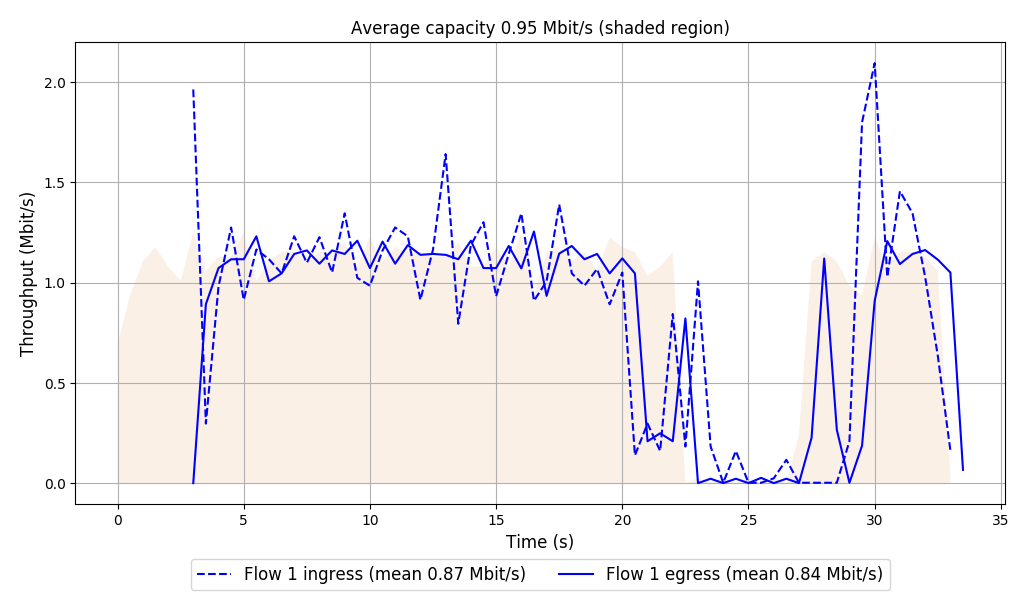 Average capacity 0.95 Mbit/s (shaded region)
Throughput (Mbit/s)
2.0
1.5
1.0
0.5
0.0
0 5 10 15 20 25 30 35
Time (s)
Flow 1 ingress (mean 0.87 Mbit/s) Flow 1 egress (mean 0.84 Mbit/s)